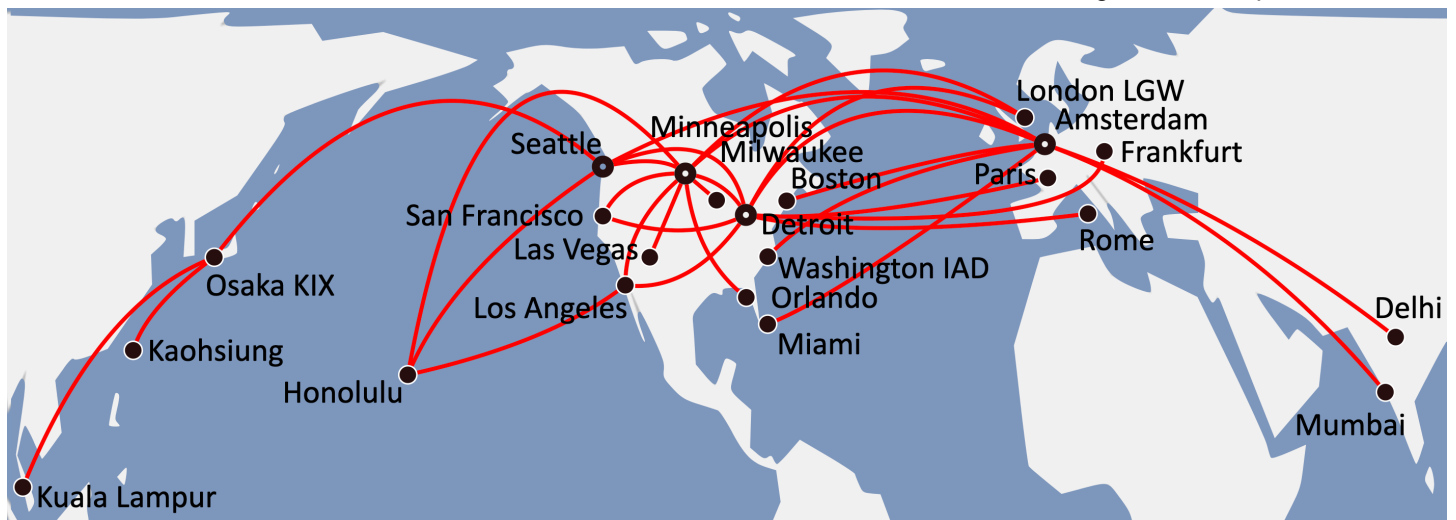 London LGW
Amsterdam
Minneapolis
Seattle
Milwaukee
Frankfurt
Boston
Paris
San Francisco
Detroit
Rome
Las Vegas
Washington IAD
Osaka KIX
Orlando
Los Angeles
Delhi
Miami
Kaohsiung
Honolulu
Mumbai
Kuala Lampur